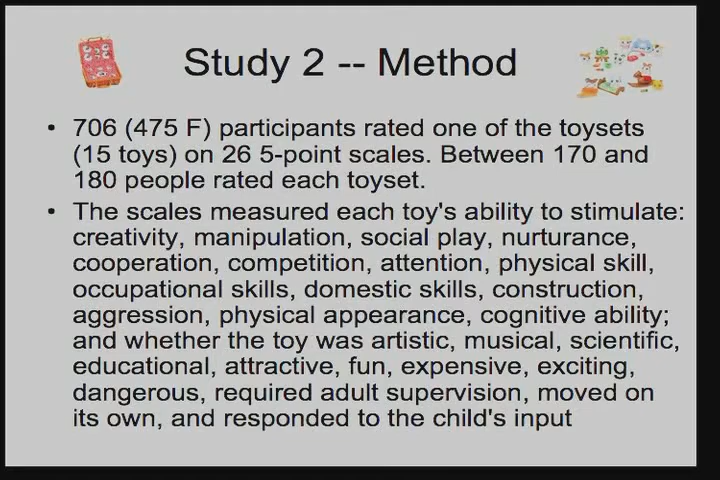 Study 2 -- Method
• 706 (475 F) participants rated one of the toysets
(15 toys) on 26 5-point scales. Between 170 and
180 people rated each toyset.
• The scales measured each toy's ability to stimulate:
creativity, manipulation, social play, nurturance,
cooperation, competition, attention, physical skill,
occupational skills, domestic skills, construction,
aggression, physical appearance, cognitive ability;
and whether the toy was artistic, musical, scientific,
educational, attractive, fun, expensive, exciting,
dangerous, required adult supervision, moved on
its own, and responded to the child's input